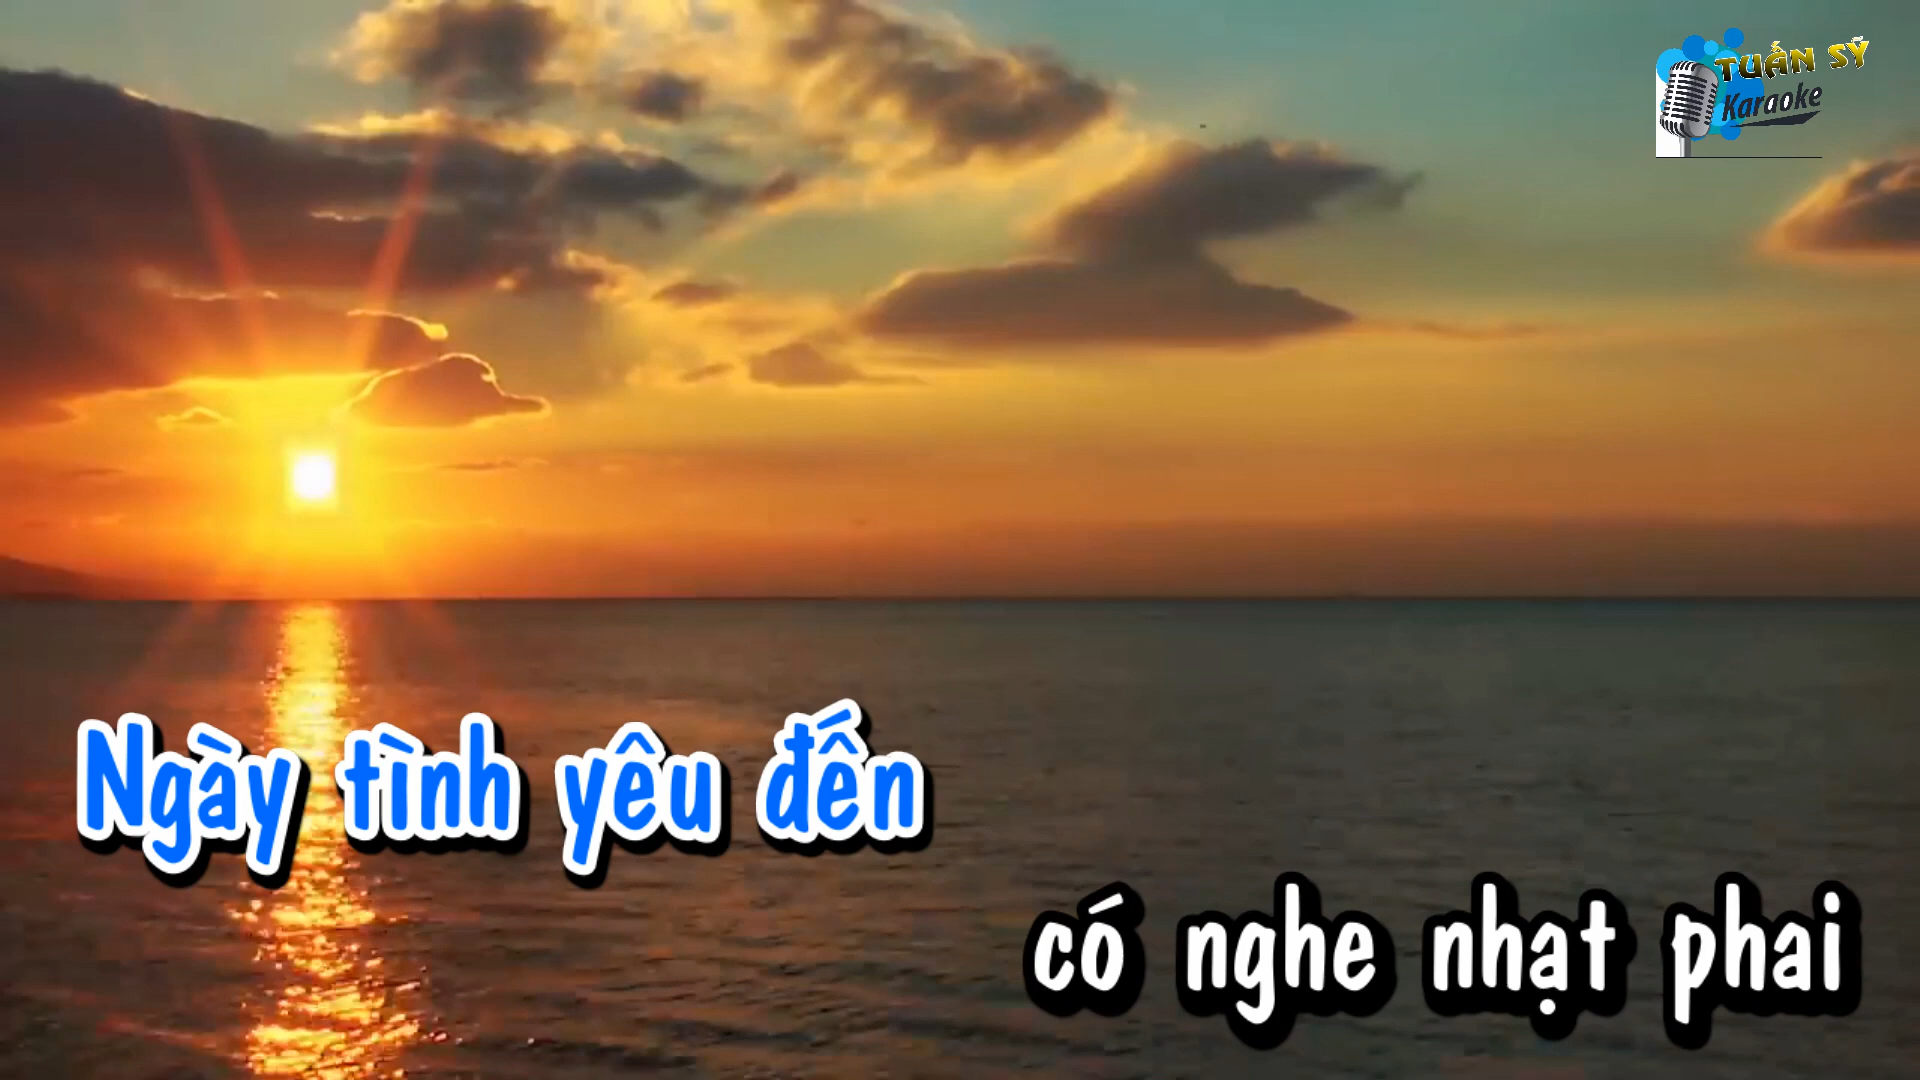 TUẤN SỸ
Karaoke
Ngày tình yêu đến
có nghe nhạt phai